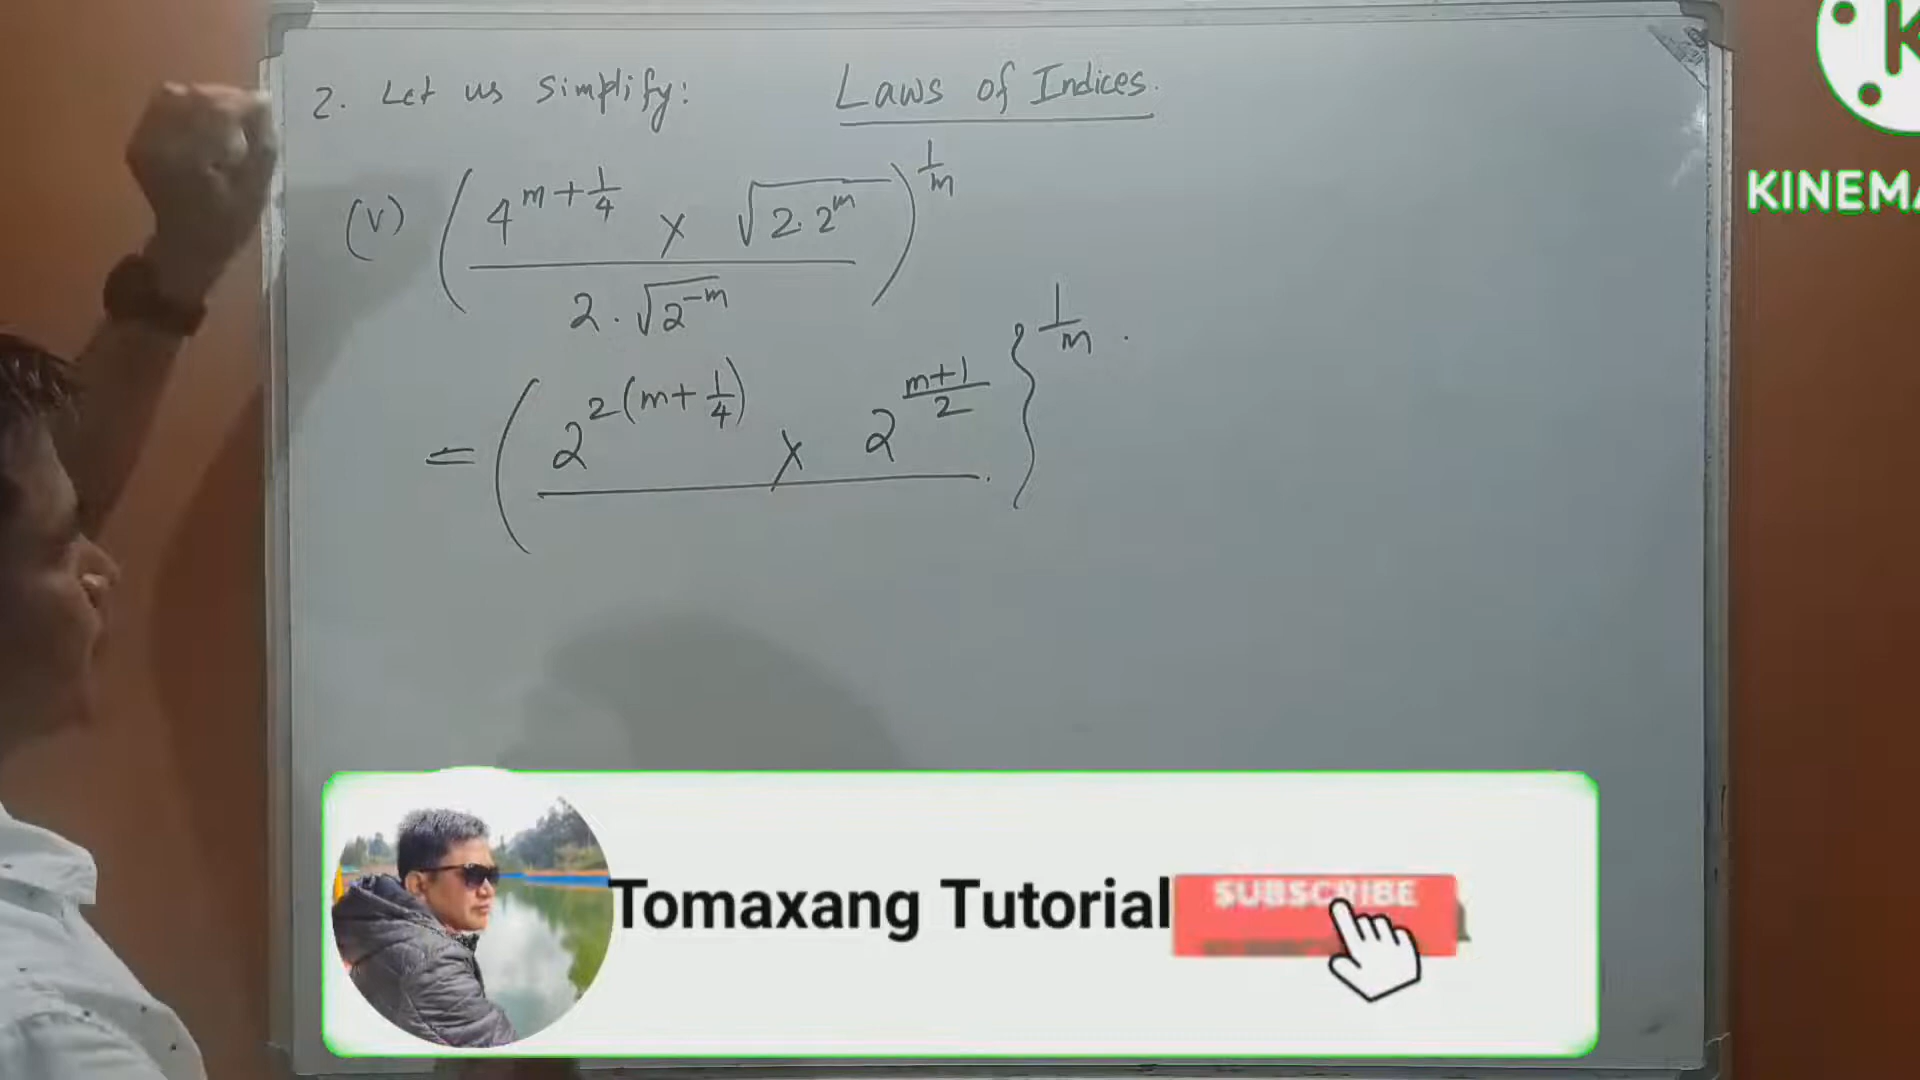 2. Let us simplify: Laws of Indices.
(v) (4^{m+1/4} x √(2.2^m) / 2.√(2^{-m}))^{1/m}
= (2^{2(m+1/4)} x 2^{(m+1)/2} / }^{1/m} .
KINEMA
Tomaxang Tutorial SUBSCRIBE